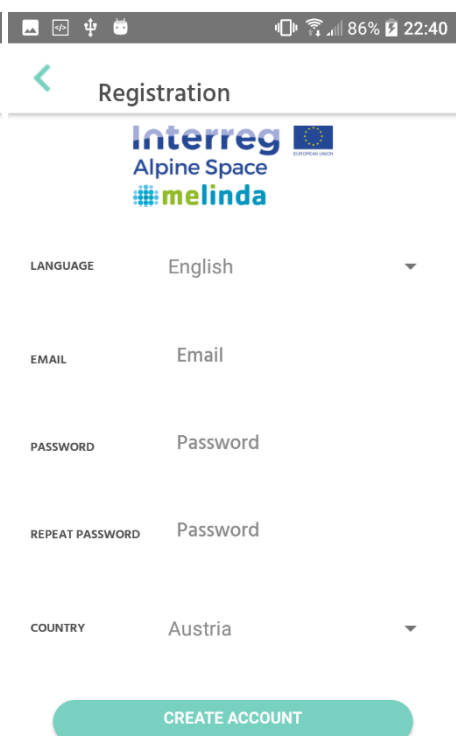 86% 22:40
Registration
Interreg
EUROPEAN UNION
Alpine Space
melinda
LANGUAGE English
EMAIL Email
PASSWORD Password
REPEAT PASSWORD Password
COUNTRY Austria
CREATE ACCOUNT